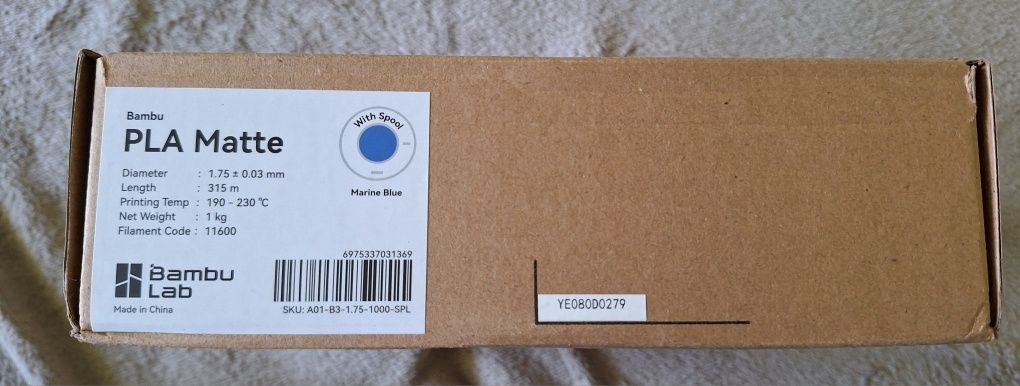 Bambu
PLA Matte
With Spool
Marine Blue
Diameter : 1.75 ± 0.03 mm
Length : 315 m
Printing Temp : 190 - 230 °C
Net Weight : 1 kg
Filament Code : 11600
Bambu
Lab
Made in China
6975337031369
SKU: A01-B3-1.75-1000-SPL
YE080D0279